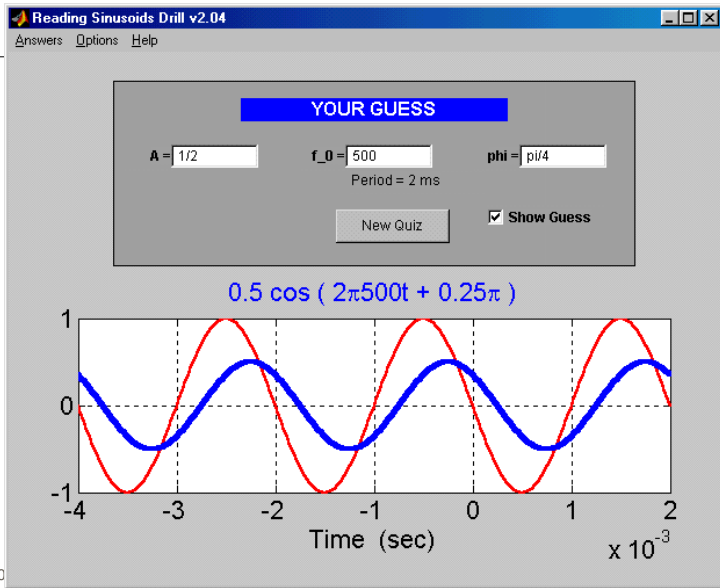 Reading Sinusoids Drill v2.04
Answers Options Help
YOUR GUESS
A = 1/2 f_0 = 500 phi = pi/4
Period = 2 ms
New Quiz Show Guess
0.5 cos ( 2π500t + 0.25π )
1
0
-1
-4 -3 -2 -1 0 1 2
Time (sec)
x 10⁻³